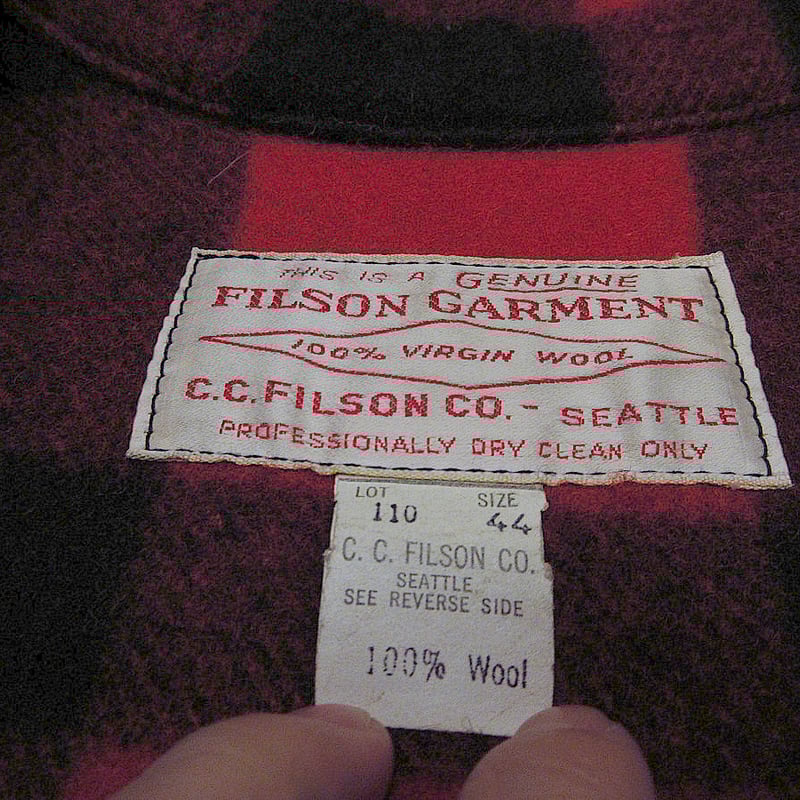 THIS IS A GENUINE
FILSON GARMENT
100% VIRGIN WOOL
C.C. FILSON CO. - SEATTLE
PROFESSIONALLY DRY CLEAN ONLY
LOT SIZE
110 44
C. C. FILSON CO.
SEATTLE
SEE REVERSE SIDE
100% Wool